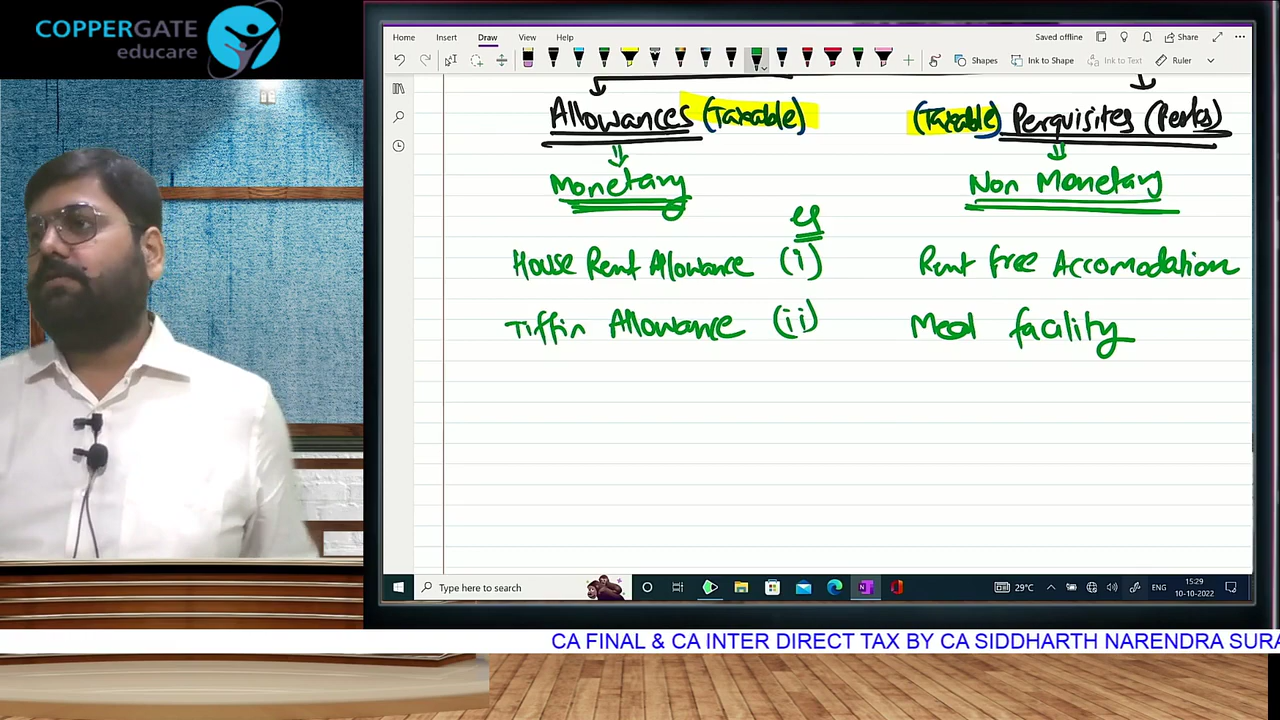 COPPERGATE
educare
Home Insert Draw View Help
Saved offline
Share
Shapes
Ink to Shape
Ink to Text
Ruler
Allowances (Taxable)
(Taxable) Perquisites (Perks)
Monetary
Non Monetary
eg
House Rent Allowance (i) Rent free Accomodation
Tiffin Allowance (ii) Meal facility
Type here to search
29°C
ENG
15:29
10-10-2022
CA FINAL & CA INTER DIRECT TAX BY CA SIDDHARTH NARENDRA SURA